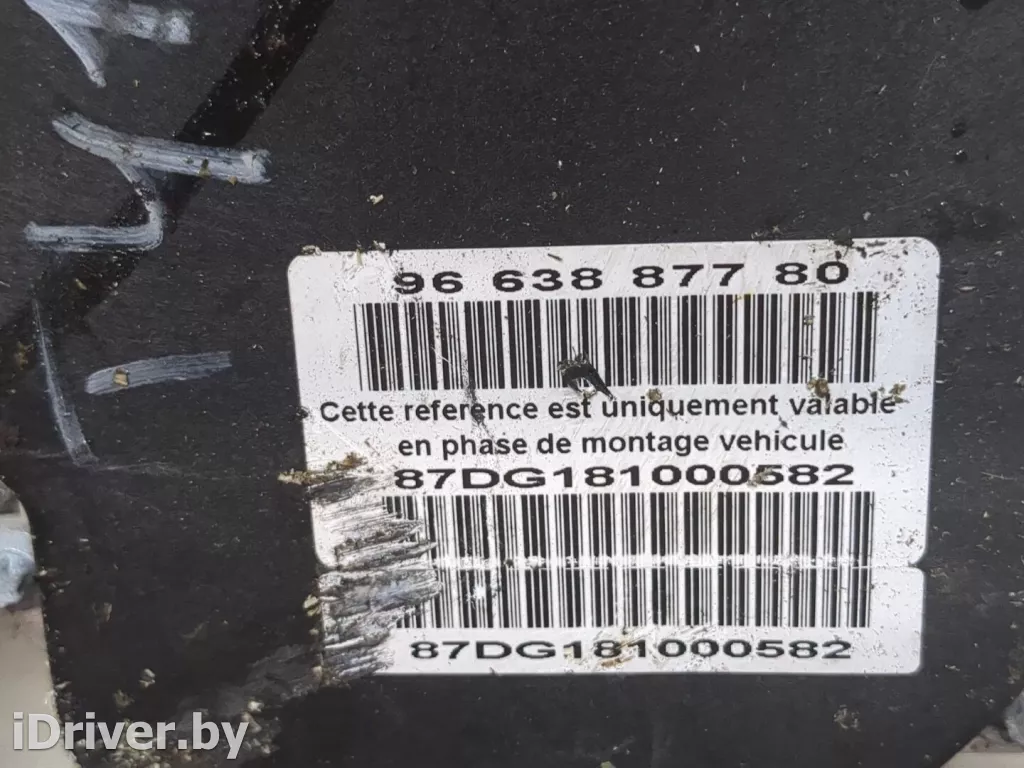 96 638 877 80
Cette reference est uniquement valable
en phase de montage vehicule
87DG181000582
87DG181000582
iDriver.by